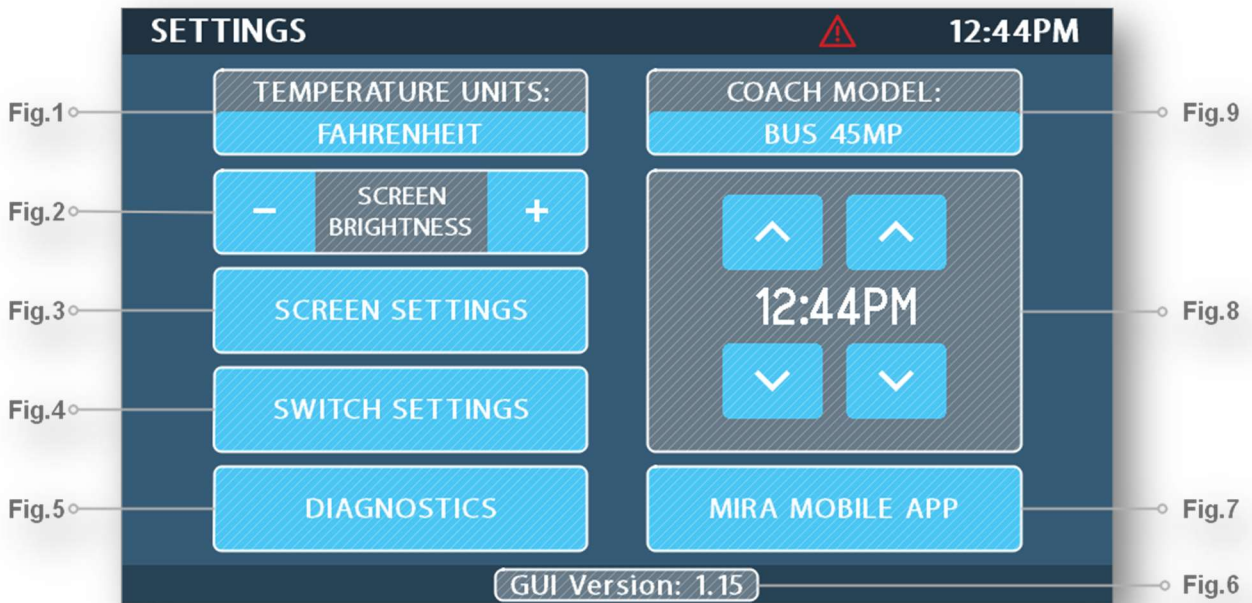 SETTINGS 12:44PM
Fig.1 TEMPERATURE UNITS: COACH MODEL: Fig.9
FAHRENHEIT BUS 45MP
Fig.2 - SCREEN BRIGHTNESS +
Fig.3 SCREEN SETTINGS 12:44PM Fig.8
Fig.4 SWITCH SETTINGS
Fig.5 DIAGNOSTICS MIRA MOBILE APP Fig.7
GUI Version: 1.15 Fig.6